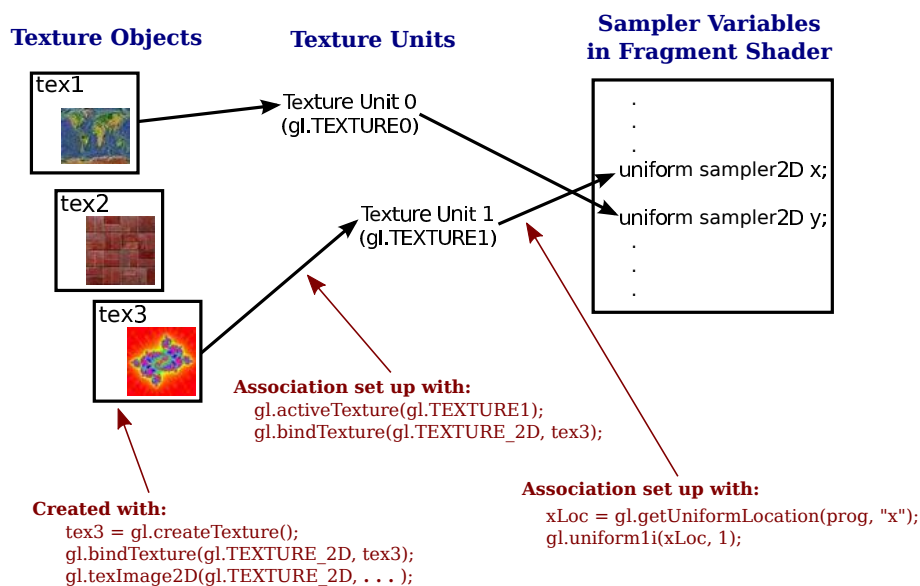 Texture Objects
Texture Units
Sampler Variables
in Fragment Shader
tex1
Texture Unit 0
(gl.TEXTURE0)
.
.
.
uniform sampler2D x;
uniform sampler2D y;
.
.
.
tex2
Texture Unit 1
(gl.TEXTURE1)
tex3
Association set up with:
gl.activeTexture(gl.TEXTURE1);
gl.bindTexture(gl.TEXTURE_2D, tex3);
Created with:
tex3 = gl.createTexture();
gl.bindTexture(gl.TEXTURE_2D, tex3);
gl.texImage2D(gl.TEXTURE_2D, . . . );
Association set up with:
xLoc = gl.getUniformLocation(prog, "x");
gl.uniform1i(xLoc, 1);